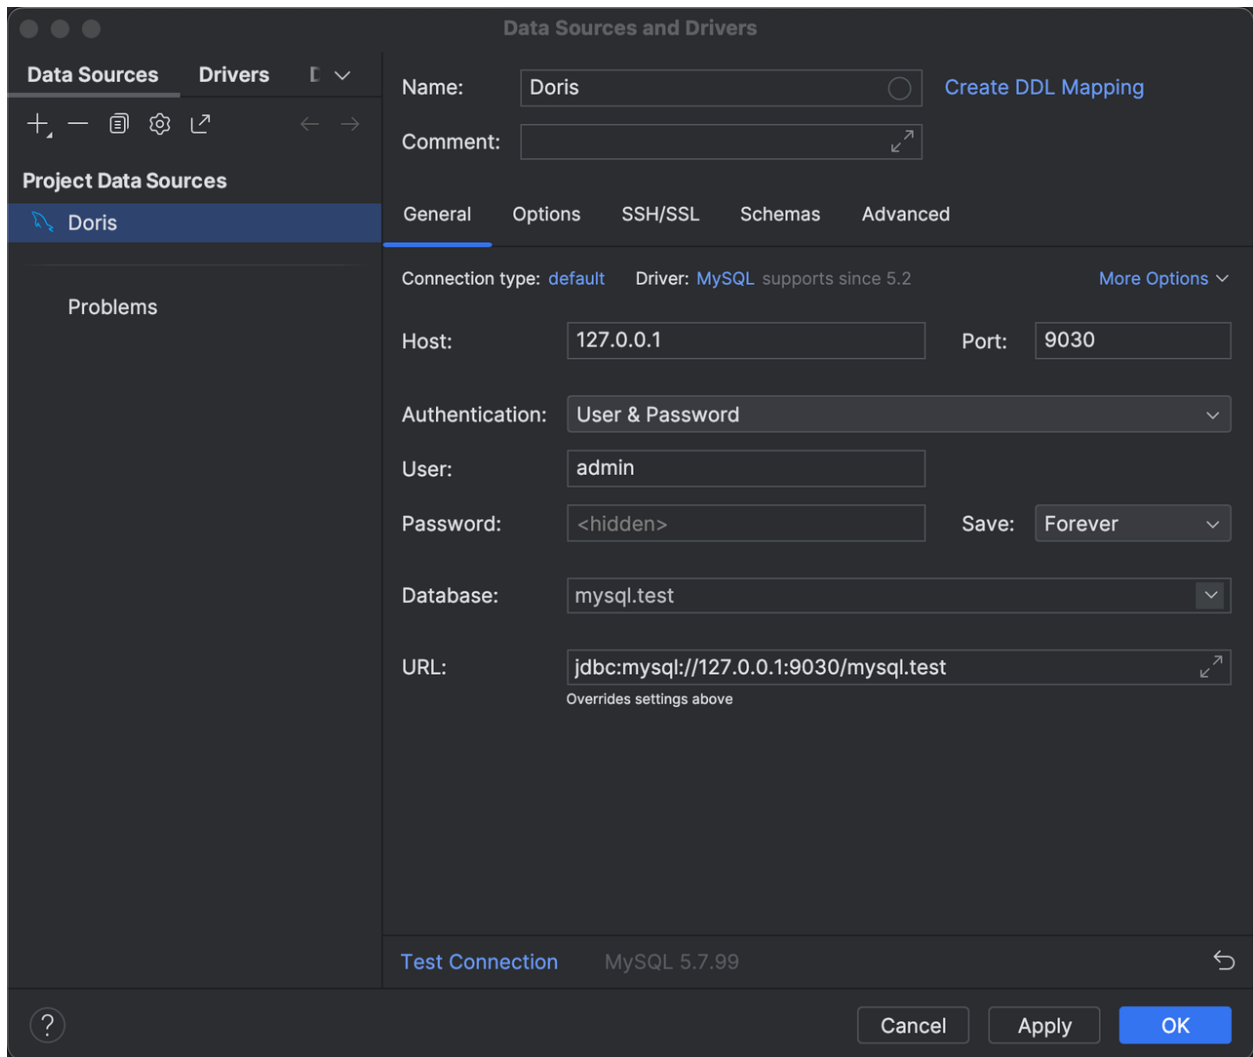 Data Sources and Drivers
Data Sources Drivers
Name: Doris Create DDL Mapping
Comment:
Project Data Sources
Doris
Problems
General Options SSH/SSL Schemas Advanced
Connection type: default Driver: MySQL supports since 5.2 More Options
Host: 127.0.0.1 Port: 9030
Authentication: User & Password
User: admin
Password: <hidden> Save: Forever
Database: mysql.test
URL: jdbc:mysql://127.0.0.1:9030/mysql.test
Overrides settings above
Test Connection MySQL 5.7.99
? Cancel Apply OK